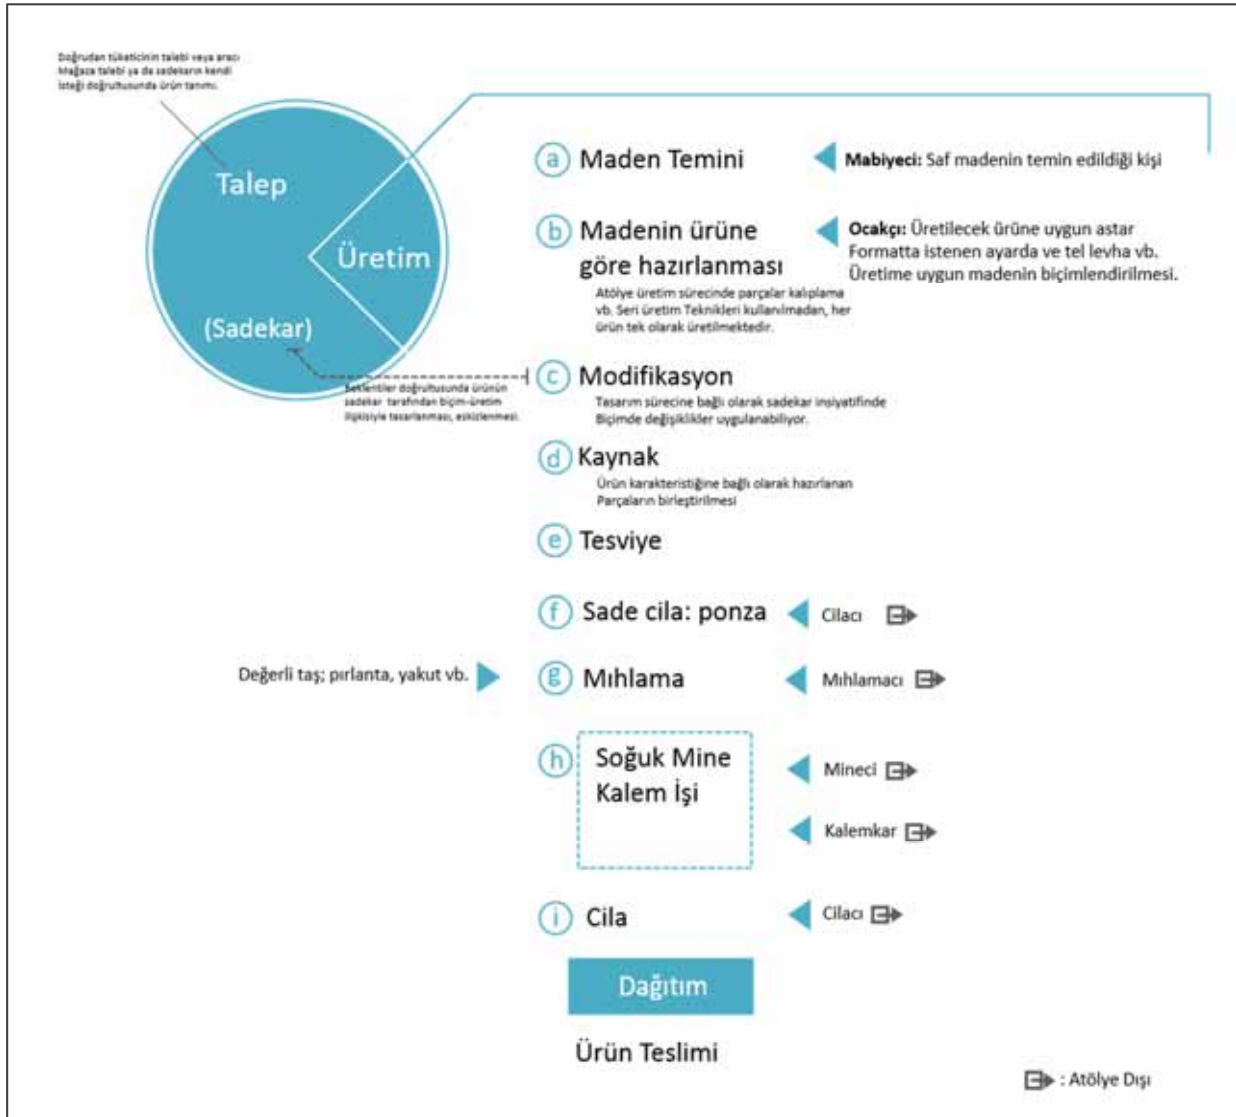 Doğrudan tüketicinin talebi veya aracı
Mağaza talebi ya da sadekarın kendi
İsteği doğrultusunda ürün tanımı.
Talep
Üretim
(Sadekar)
Beklentiler doğrultusunda ürünün
sadekar tarafından biçim-üretim
ilişkisiyle tasarlanması, eskizlenmesi.
a Maden Temini
Mabiyeci: Saf madenin temin edildiği kişi
b Madenin ürüne
göre hazırlanması
Atölye üretim sürecinde parçalar kalıplama
vb. Seri üretim Teknikleri kullanılmadan, her
ürün tek olarak üretilmektedir.
Ocakçı: Üretilecek ürüne uygun astar
Formatta istenen ayarda ve tel levha vb.
Üretime uygun madenin biçimlendirilmesi.
c Modifikasyon
Tasarım sürecine bağlı olarak sadekar insiyatifinde
Biçimde değişiklikler uygulanabiliyor.
d Kaynak
Ürün karakteristiğine bağlı olarak hazırlanan
Parçaların birleştirilmesi
e Tesviye
f Sade cila: ponza
Cilacı
Değerli taş; pırlanta, yakut vb.
g Mıhlama
Mıhlamacı
h Soğuk Mine
Kalem İşi
Mineci
Kalemkar
i Cila
Cilacı
Dağıtım
Ürün Teslimi
: Atölye Dışı